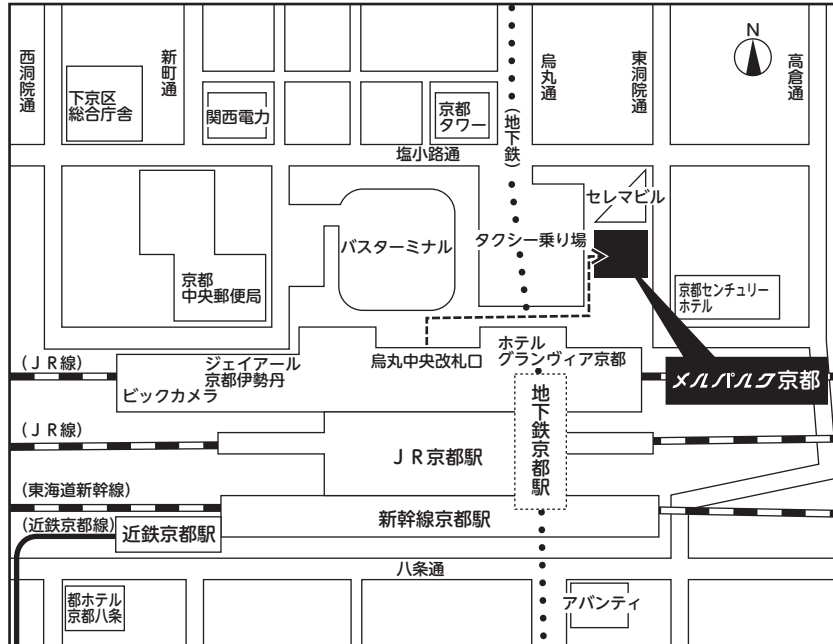 西洞院通
新町通
烏丸通
東洞院通
高倉通
N
下京区
総合庁舎
関西電力
京都
タワー
(地下鉄)
塩小路通
セレマビル
バスターミナル
タクシー乗り場
京都
中央郵便局
京都センチュリー
ホテル
(JR線)
ジェイアール
京都伊勢丹
ビックカメラ
烏丸中央改札口
ホテル
グランヴィア京都
メルパルク京都
地下鉄京都駅
(JR線)
JR京都駅
(東海道新幹線)
(近鉄京都線)
近鉄京都駅
新幹線京都駅
八条通
都ホテル
京都八条
アバンティ